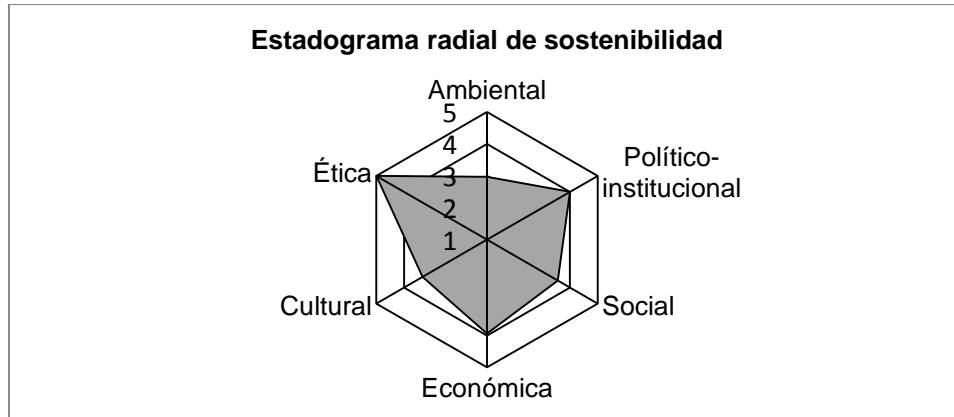 Estadograma radial de sostenibilidad
Ambiental
5
4
3
2
1
Político-
institucional
Social
Económica
Cultural
Ética